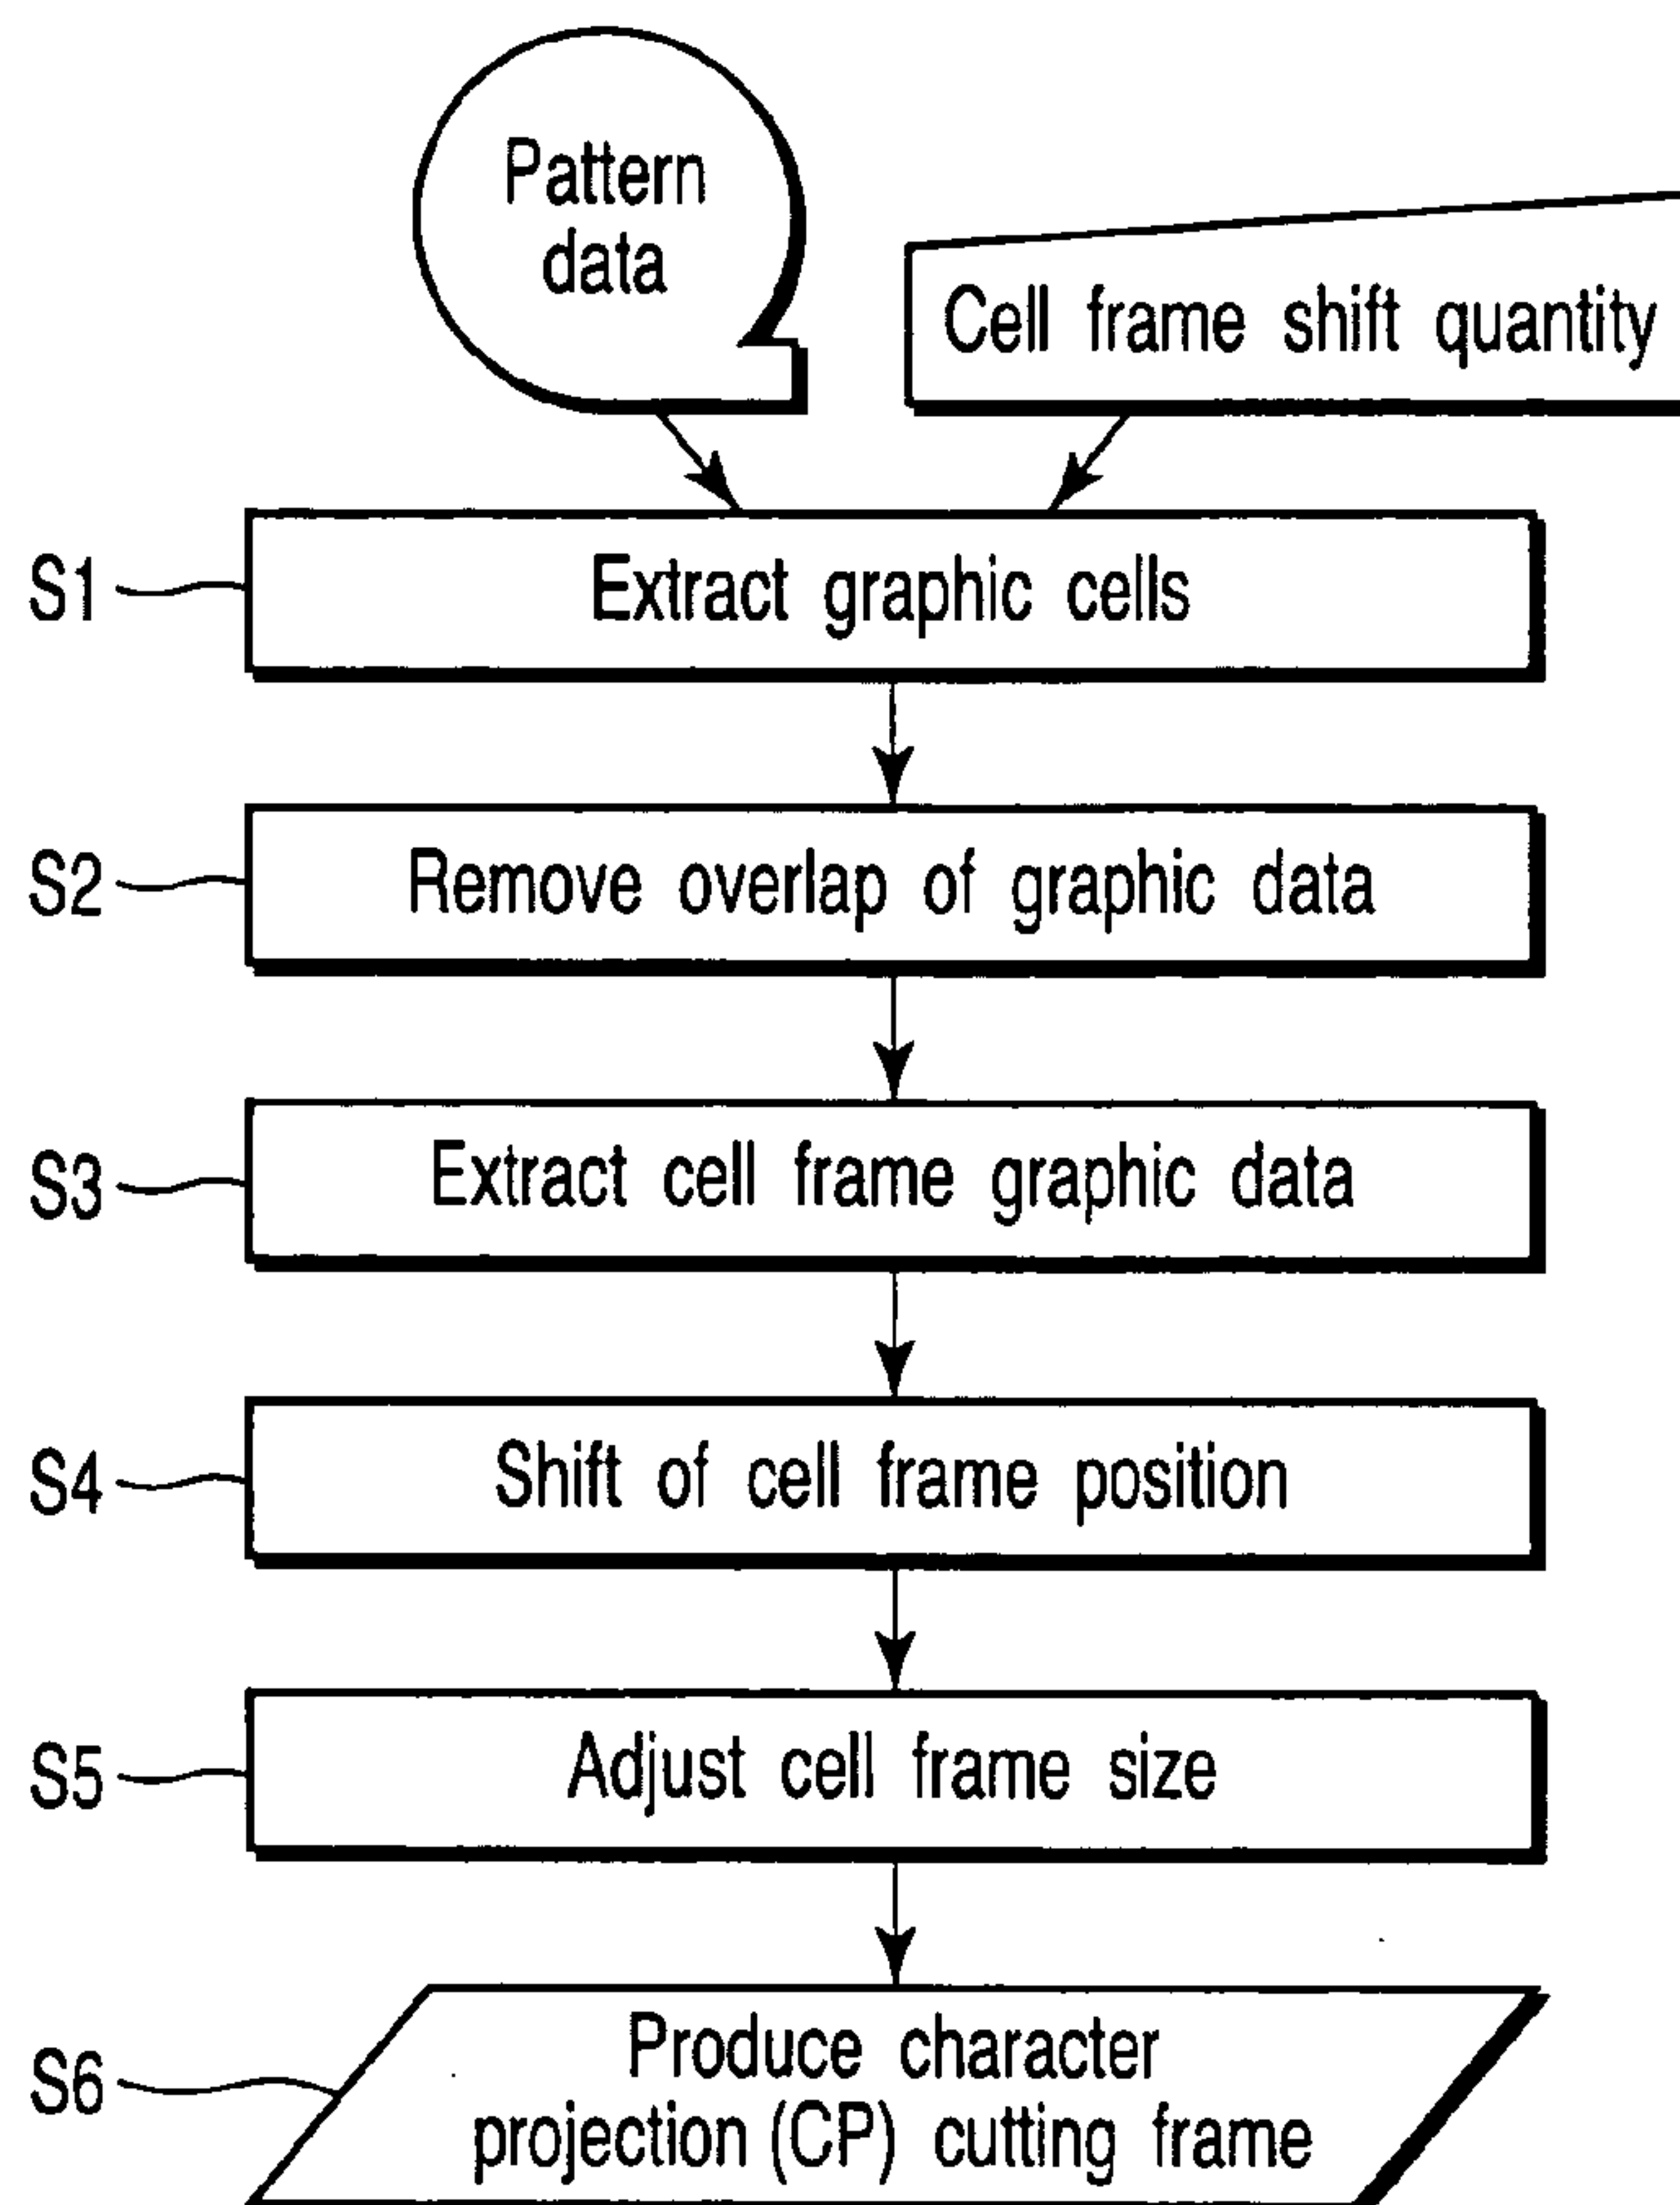 Pattern
data
Cell frame shift quantity
S1
Extract graphic cells
S2
Remove overlap of graphic data
S3
Extract cell frame graphic data
S4
Shift of cell frame position
S5
Adjust cell frame size
S6
Produce character
projection (CP) cutting frame